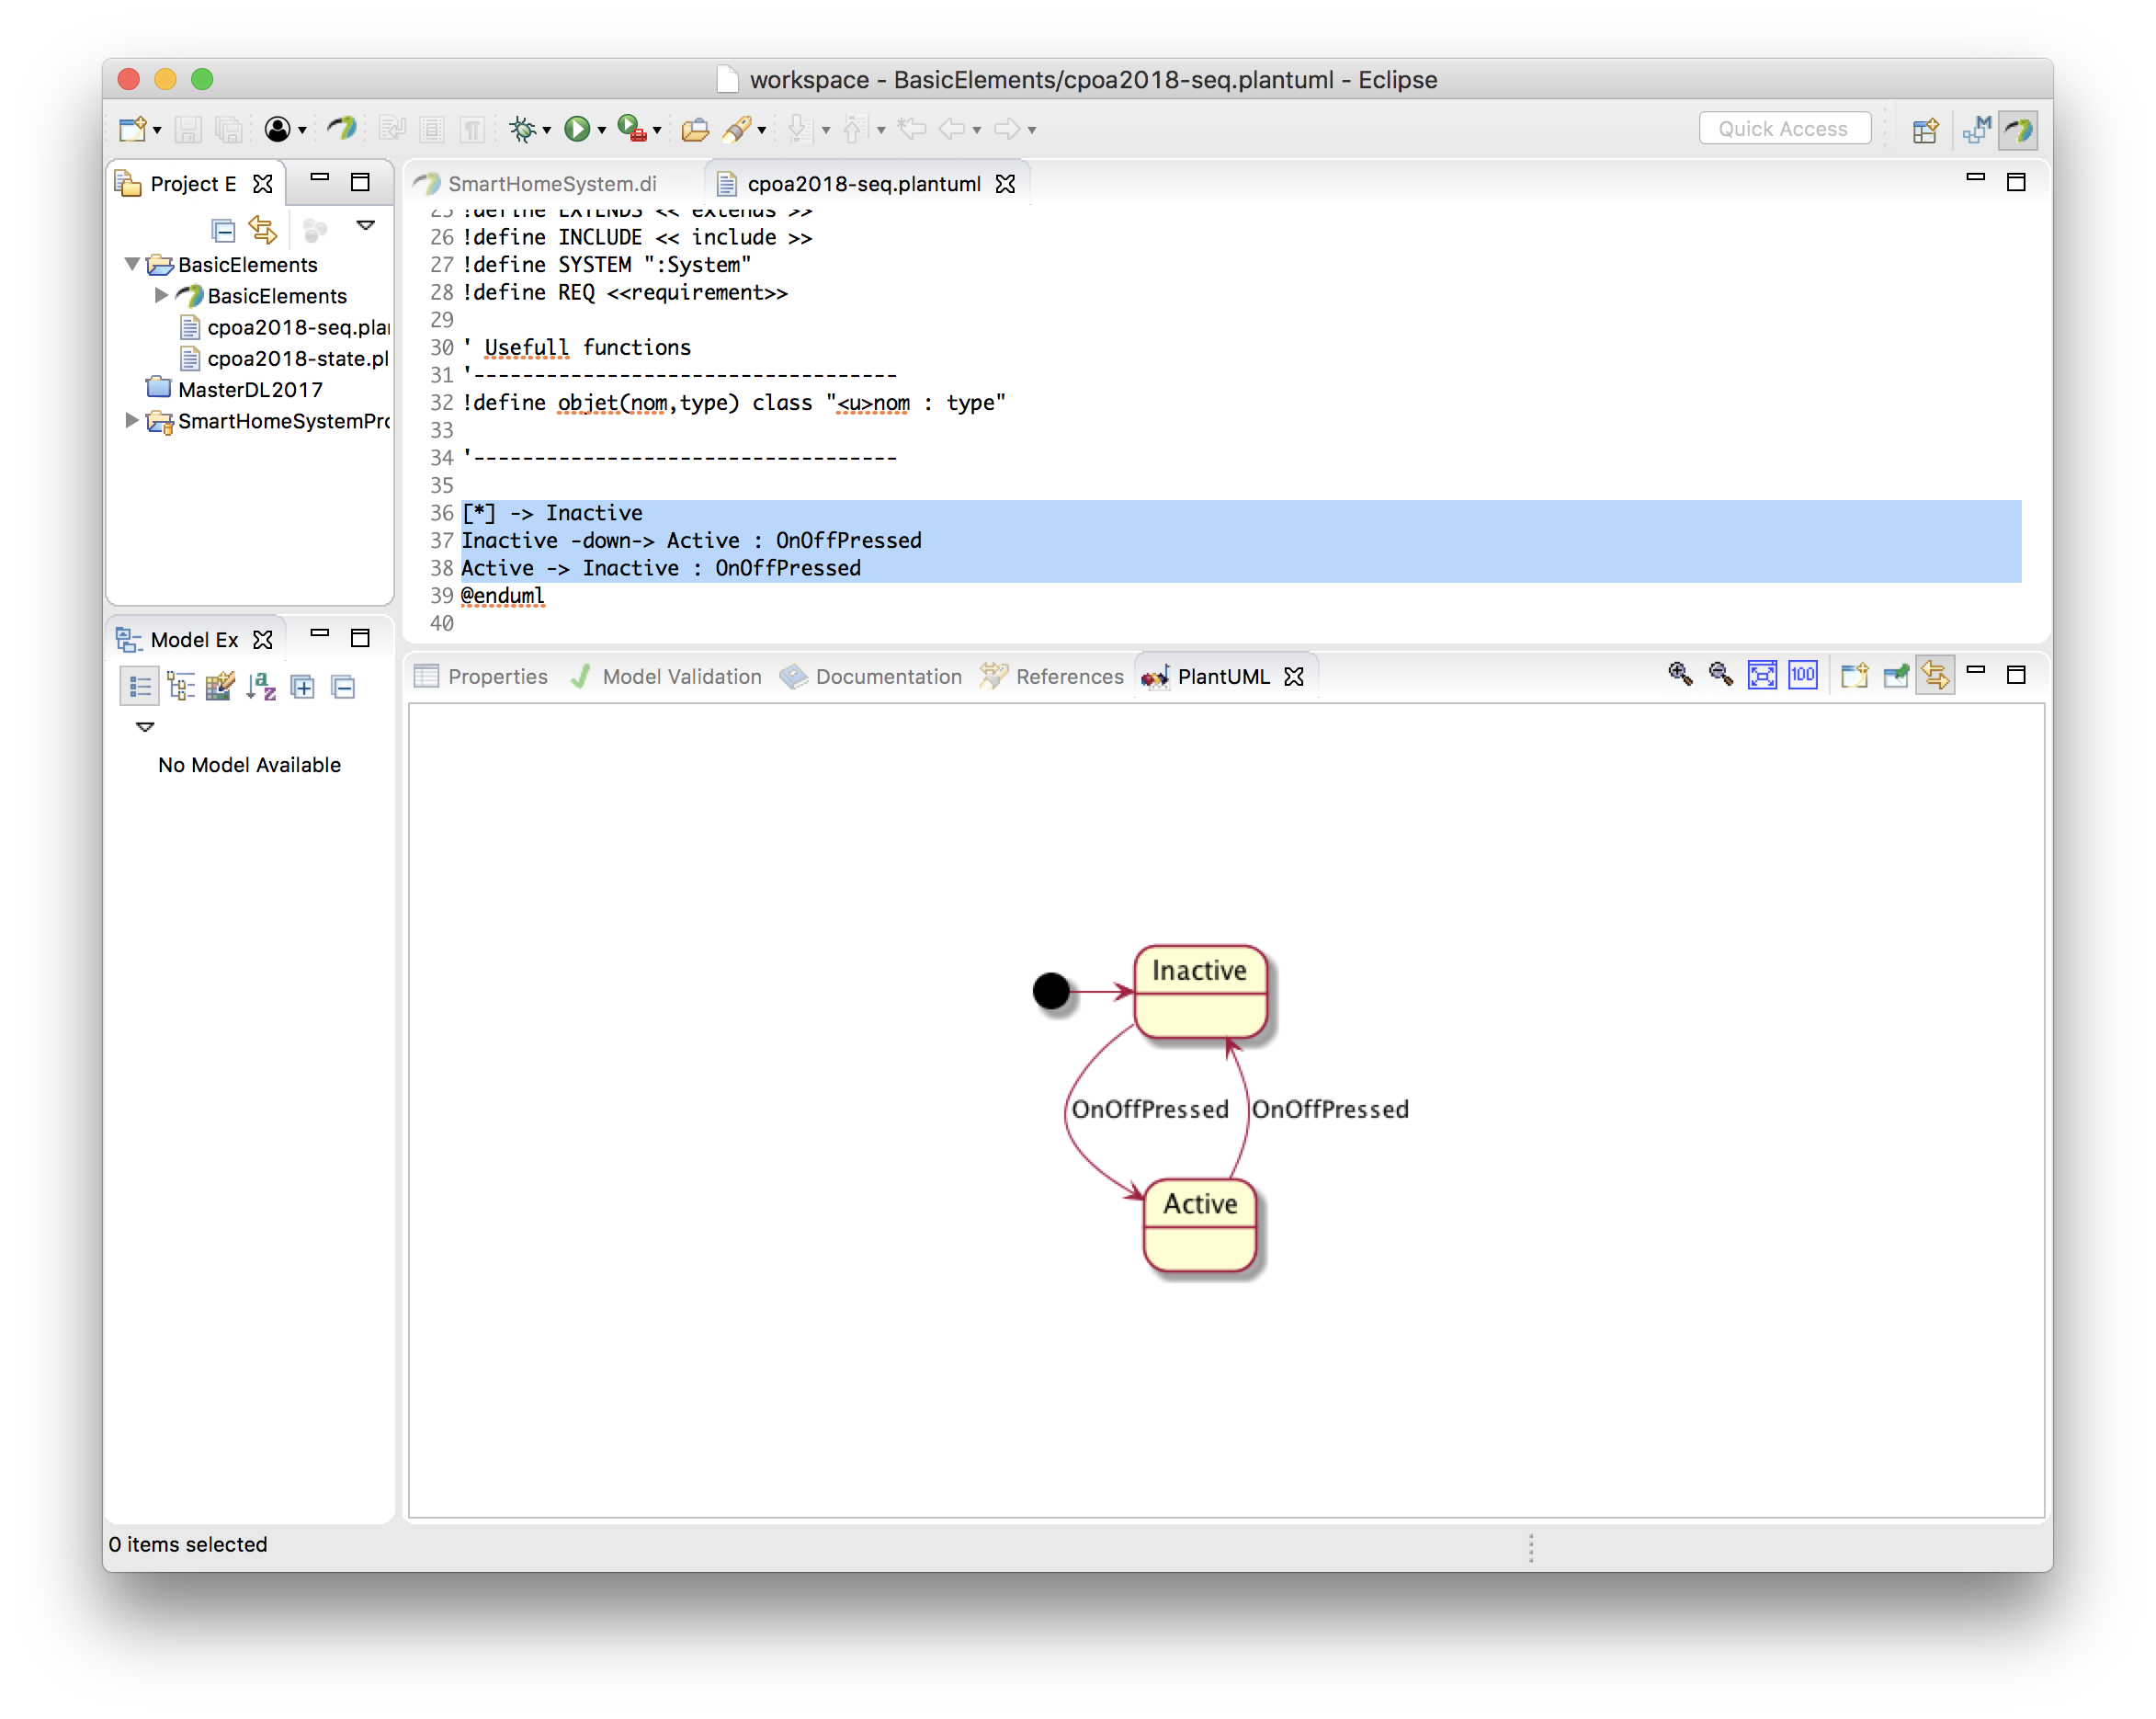 workspace - BasicElements/cpoa2018-seq.plantuml - Eclipse
Quick Access
Project E
BasicElements
BasicElements
cpoa2018-seq.pla
cpoa2018-state.pl
MasterDL2017
SmartHomeSystemPro
Model Ex
No Model Available
SmartHomeSystem.di
cpoa2018-seq.plantuml
25 !define EXTENDS << extends >>
26 !define INCLUDE << include >>
27 !define SYSTEM ":System"
28 !define REQ <<requirement>>
29
30 ' Usefull functions
31 '-----------------------------------
32 !define objet(nom,type) class "<u>nom : type"
33
34 '-----------------------------------
35
36 [*] -> Inactive
37 Inactive -down-> Active : OnOffPressed
38 Active -> Inactive : OnOffPressed
39 @enduml
40
Properties
Model Validation
Documentation
References
PlantUML
100
Inactive
OnOffPressed
OnOffPressed
Active
0 items selected